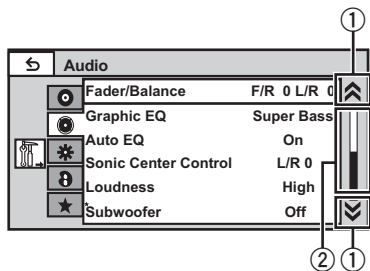 ①
Audio
Fader/Balance F/R 0 L/R 0
Graphic EQ Super Bass
Auto EQ On
Sonic Center Control L/R 0
Loudness High
Subwoofer Off
② ①